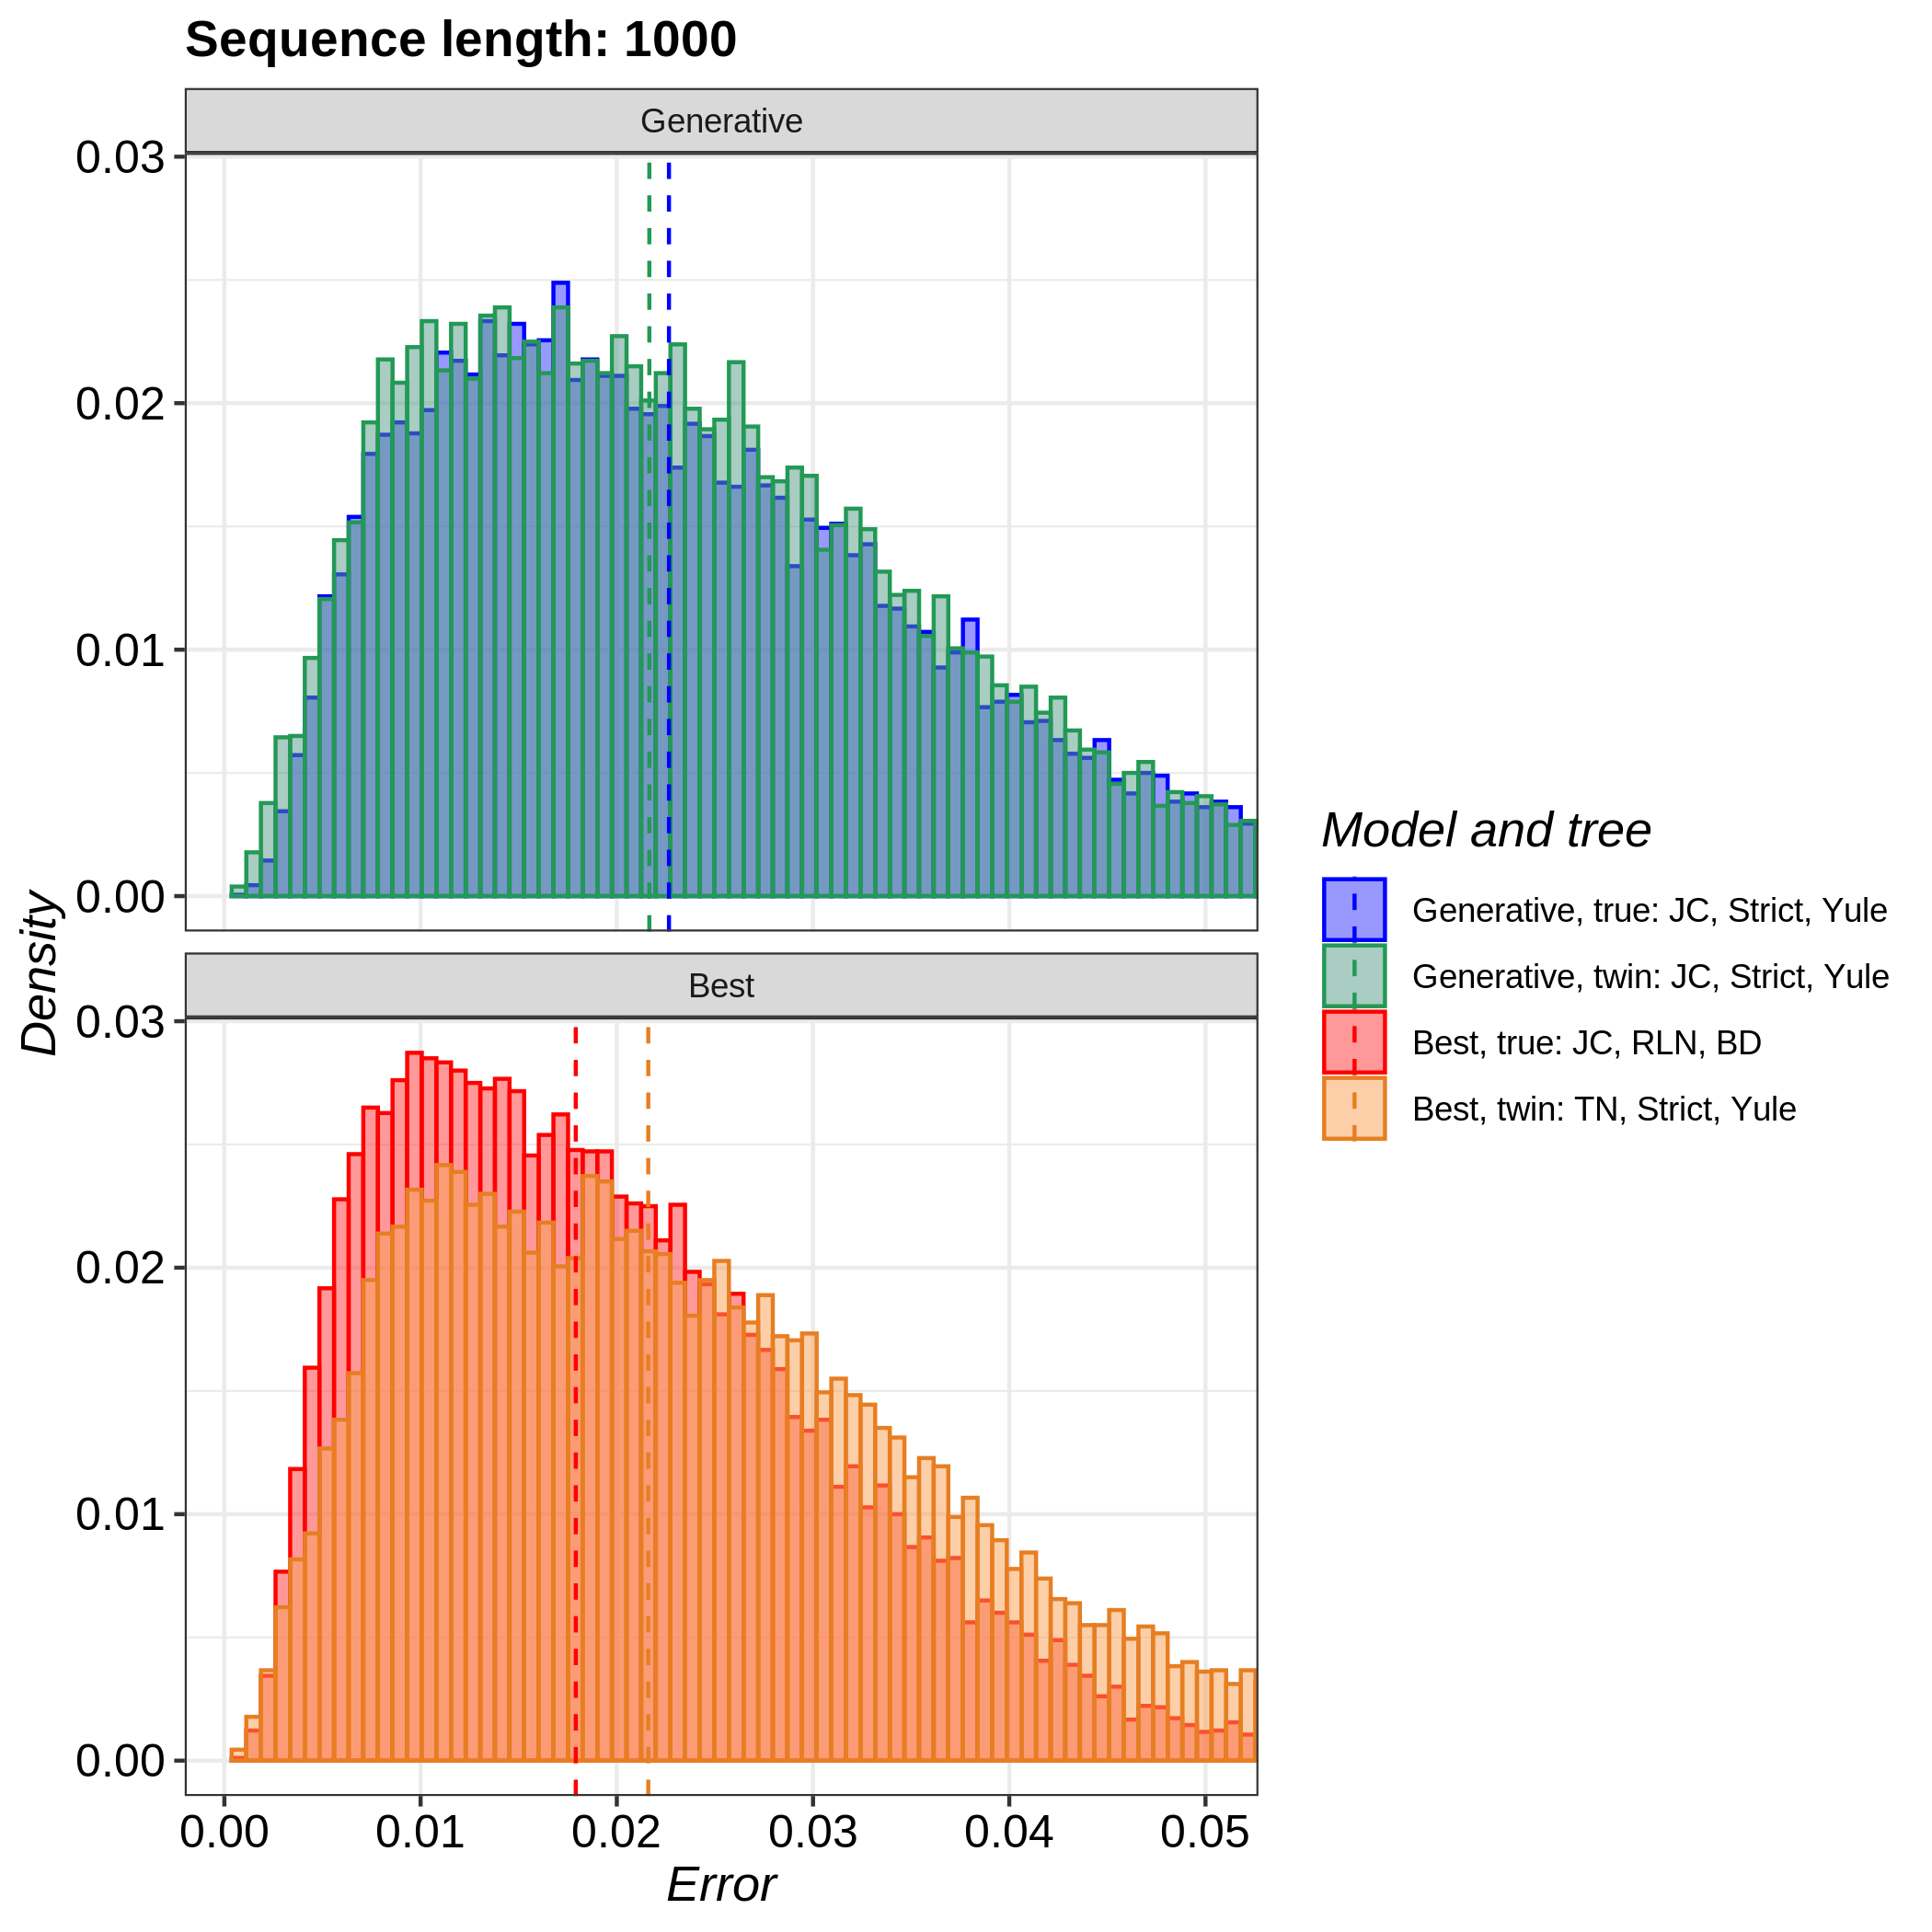 Sequence length: 1000
Generative
0.03
0.02
0.01
0.00
Density
Best
0.03
0.02
0.01
0.00
0.00 0.01 0.02 0.03 0.04 0.05
Error
Model and tree
Generative, true: JC, Strict, Yule
Generative, twin: JC, Strict, Yule
Best, true: JC, RLN, BD
Best, twin: TN, Strict, Yule